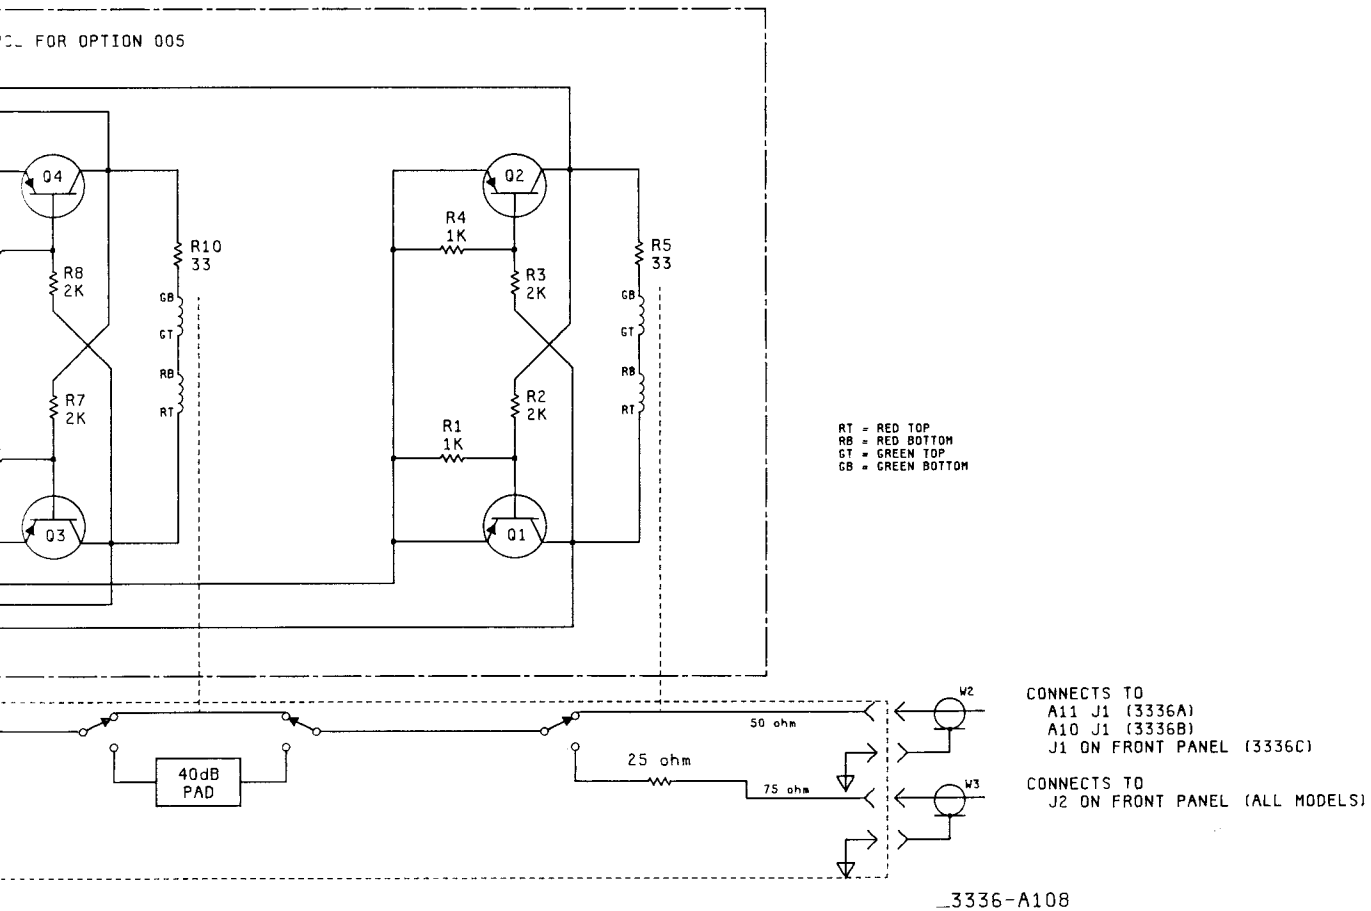 FOR OPTION 005
Q4
Q2
R4
1K
R10
33
R5
33
R8
2K
R3
2K
GB
GT
RB
RT
GB
GT
RB
RT
R7
2K
R2
2K
R1
1K
RT = RED TOP
RB = RED BOTTOM
GT = GREEN TOP
GB = GREEN BOTTOM
Q3
Q1
W2
CONNECTS TO
A11 J1 (3336A)
A10 J1 (3336B)
J1 ON FRONT PANEL (3336C)
50 ohm
40dB
PAD
25 ohm
75 ohm
W3
CONNECTS TO
J2 ON FRONT PANEL (ALL MODELS)
3336-A108